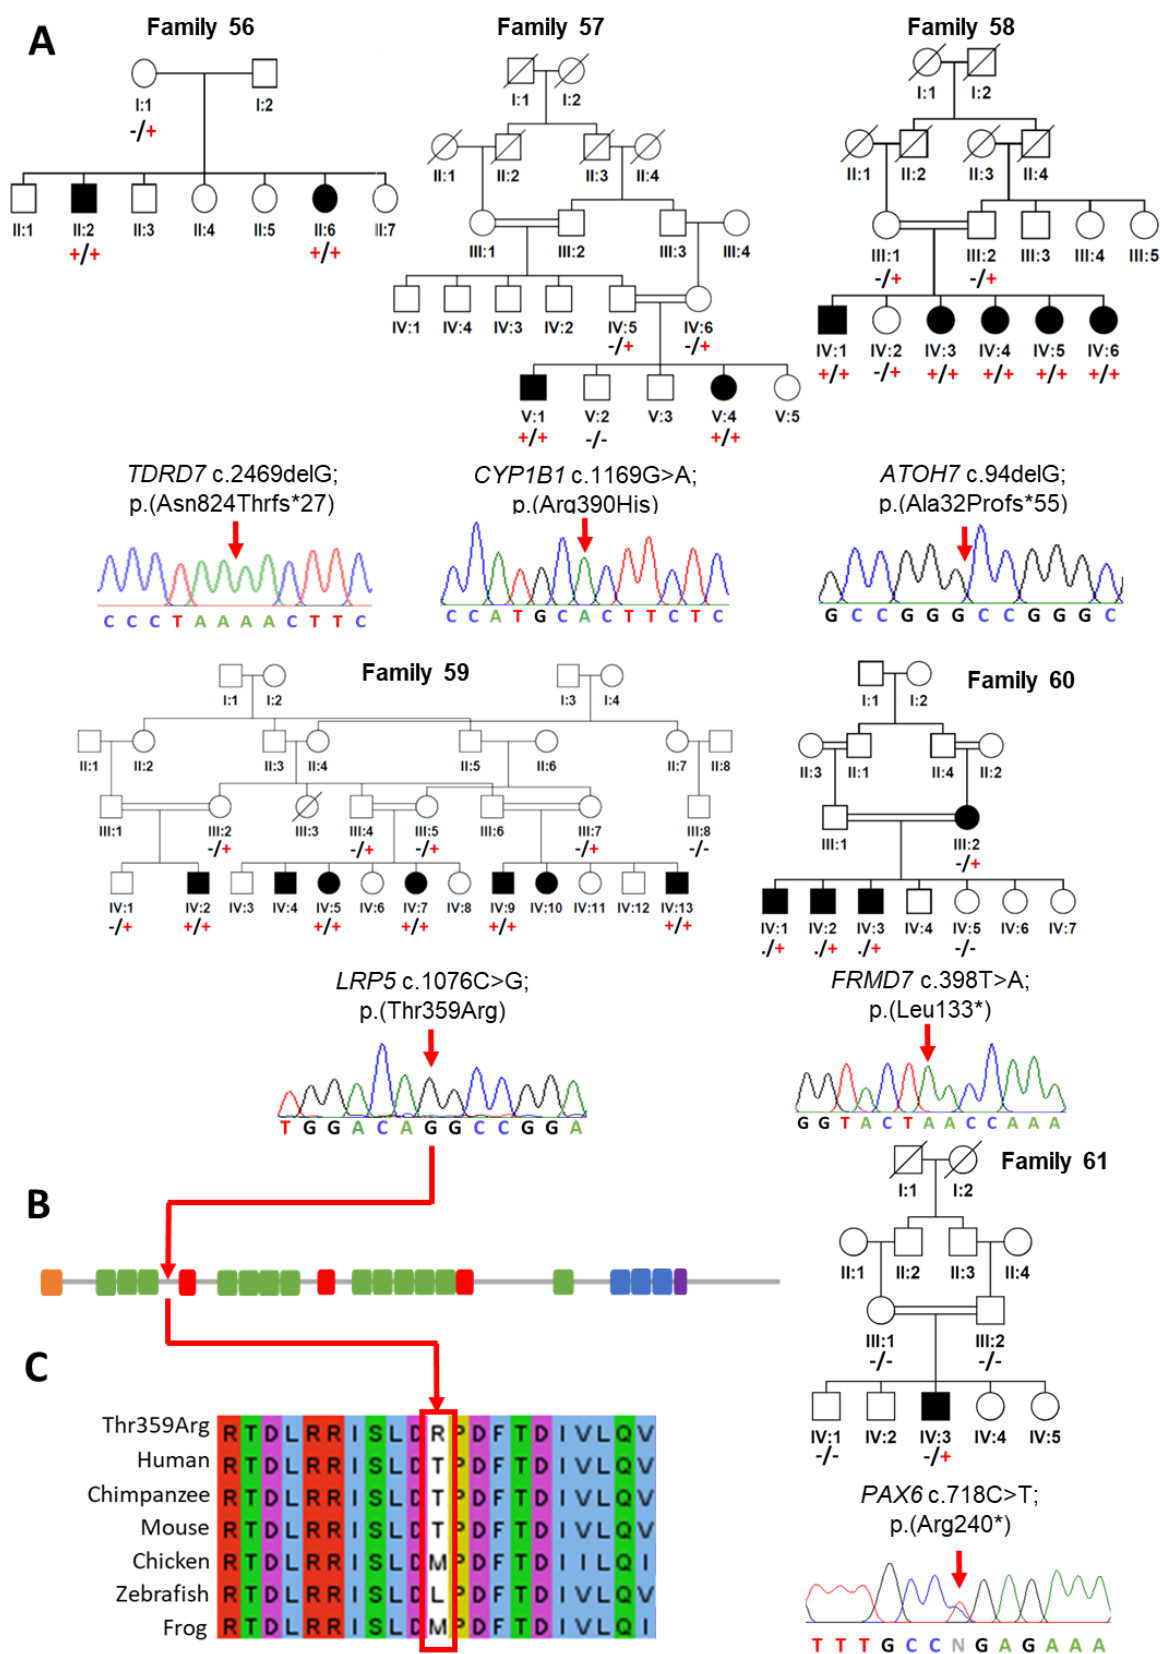 A
Family 56
Family 57
Family 58
I:1
I:2
-/+
II:1
II:2
II:3
II:4
II:5
II:6
II:7
+/+
+/+
I:1
I:2
II:1
II:2
II:3
II:4
III:1
III:2
III:3
III:4
IV:1
IV:4
IV:3
IV:2
IV:5
IV:6
-/+
-/+
V:1
V:2
V:3
V:4
V:5
+/+
-/-
+/+
I:1
I:2
II:1
II:2
II:3
II:4
III:1
III:2
III:3
III:4
III:5
-/+
-/+
IV:1
IV:2
IV:3
IV:4
IV:5
IV:6
+/+
-/+
+/+
+/+
+/+
+/+
TDRD7 c.2469delG;
p.(Asn824Thrfs*27)
CYP1B1 c.1169G>A;
p.(Arg390His)
ATOH7 c.94delG;
p.(Ala32Profs*55)
C C C T A A A A C T T C
C C A T G C A C T T C T C
G C C G G G C C G G G C
Family 59
I:1
I:2
I:3
I:4
II:1
II:2
II:3
II:4
II:5
II:6
II:7
II:8
III:1
III:2
III:3
III:4
III:5
III:6
III:7
III:8
-/+
-/+
-/+
-/+
-/-
IV:1
IV:2
IV:3
IV:4
IV:5
IV:6
IV:7
IV:8
IV:9
IV:10
IV:11
IV:12
IV:13
-/+
+/+
+/+
+/+
+/+
+/+
Family 60
I:1
I:2
II:3
II:1
II:4
II:2
III:1
III:2
-/+
IV:1
IV:2
IV:3
IV:4
IV:5
IV:6
IV:7
./+
./+
./+
-/-
LRP5 c.1076C>G;
p.(Thr359Arg)
FRMD7 c.398T>A;
p.(Leu133*)
T G G A C A G G C C G G A
G G T A C T A A C C A A A
Family 61
I:1
I:2
II:1
II:2
II:3
II:4
III:1
III:2
-/-
-/-
IV:1
IV:2
IV:3
IV:4
IV:5
-/-
-/+
PAX6 c.718C>T;
p.(Arg240*)
T T T G C C N G A G A A A
B
C
Thr359Arg R T D L R R I S L D R P D F T D I V L Q V
Human R T D L R R I S L D T P D F T D I V L Q V
Chimpanzee R T D L R R I S L D T P D F T D I V L Q V
Mouse R T D L R R I S L D T P D F T D I V L Q V
Chicken R T D L R R I S L D M P D F T D I I L Q I
Zebrafish R T D L R R I S L D L P D F T D I V L Q V
Frog R T D L R R I S L D M P D F T D I V L Q I